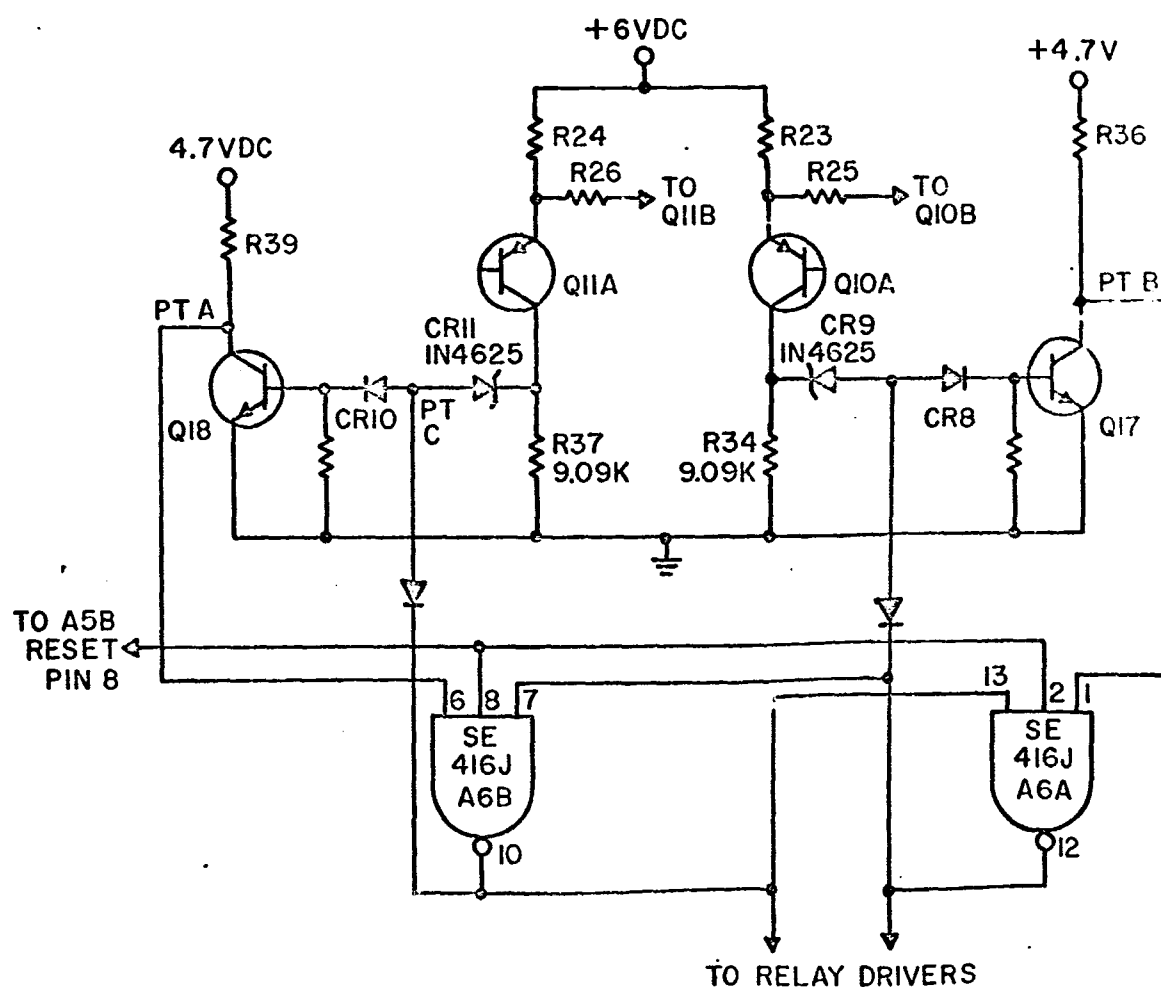 +6VDC
+4.7V
4.7VDC
R24
R23
R36
R26
TO
Q11B
R25
TO
Q10B
R39
Q11A
Q10A
PT A
PT B
CR11
1N4625
CR9
1N4625
Q18
CR10
PT
C
CR8
Q17
R37
9.09K
R34
9.09K
TO A5B
RESET
PIN 8
6
8
7
13
2
1
SE
416J
A6B
SE
416J
A6A
10
12
TO RELAY DRIVERS